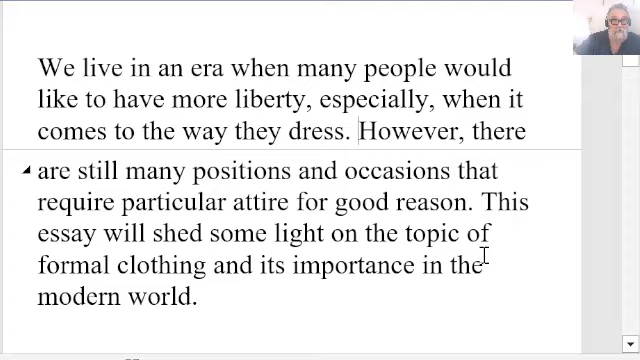 We live in an era when many people would
like to have more liberty, especially, when it
comes to the way they dress. However, there
are still many positions and occasions that
require particular attire for good reason. This
essay will shed some light on the topic of
formal clothing and its importance in the
modern world.